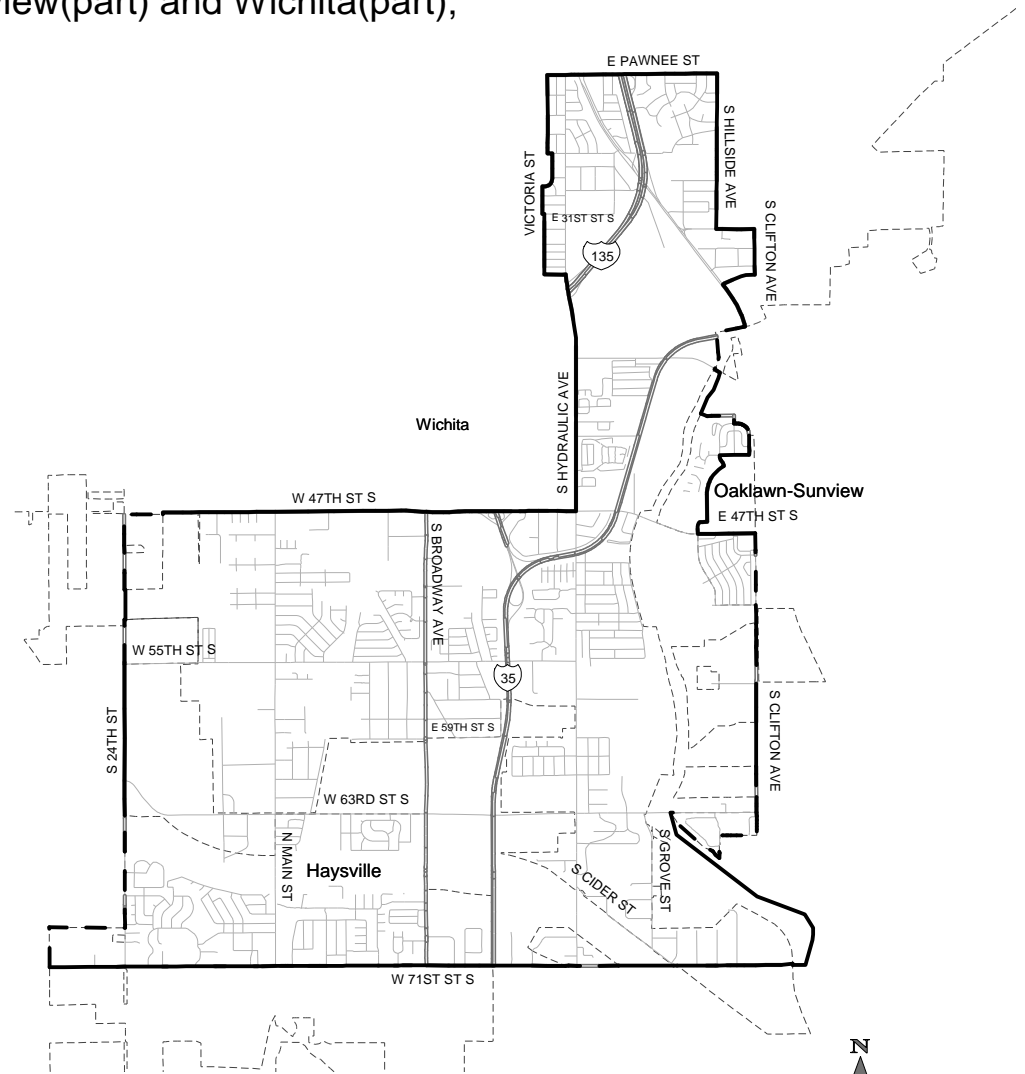 view(part) and Wichita(part),
E PAWNEE ST
S HILLSIDE AVE
VICTORIA ST
S CLIFTON AVE
E 31ST ST S
135
S HYDRAULIC AVE
Wichita
Oaklawn-Sunview
W 47TH ST S
E 47TH ST S
S BROADWAY AVE
W 55TH ST S
35
S CLIFTON AVE
S 24TH ST
E 59TH ST S
W 63RD ST S
N MAIN ST
Haysville
S GROVE ST
S CIDER ST
W 71ST ST S
N